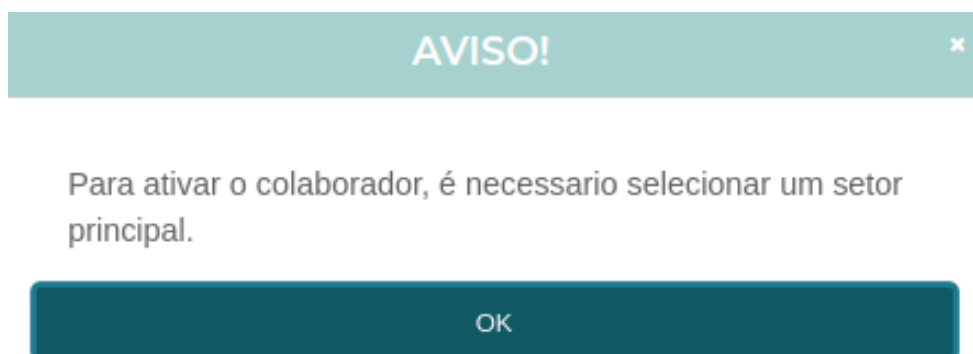 AVISO!
×
Para ativar o colaborador, é necessario selecionar um setor
principal.
OK